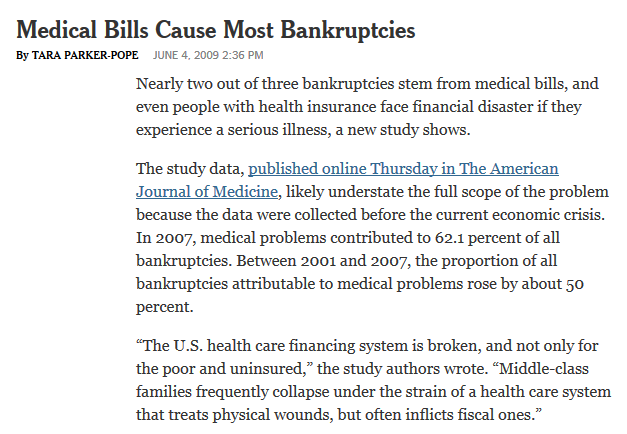 Medical Bills Cause Most Bankruptcies
By TARA PARKER-POPE JUNE 4, 2009 2:36 PM
Nearly two out of three bankruptcies stem from medical bills, and
even people with health insurance face financial disaster if they
experience a serious illness, a new study shows.
The study data, published online Thursday in The American
Journal of Medicine, likely understate the full scope of the problem
because the data were collected before the current economic crisis.
In 2007, medical problems contributed to 62.1 percent of all
bankruptcies. Between 2001 and 2007, the proportion of all
bankruptcies attributable to medical problems rose by about 50
percent.
“The U.S. health care financing system is broken, and not only for
the poor and uninsured,” the study authors wrote. “Middle-class
families frequently collapse under the strain of a health care system
that treats physical wounds, but often inflicts fiscal ones.”